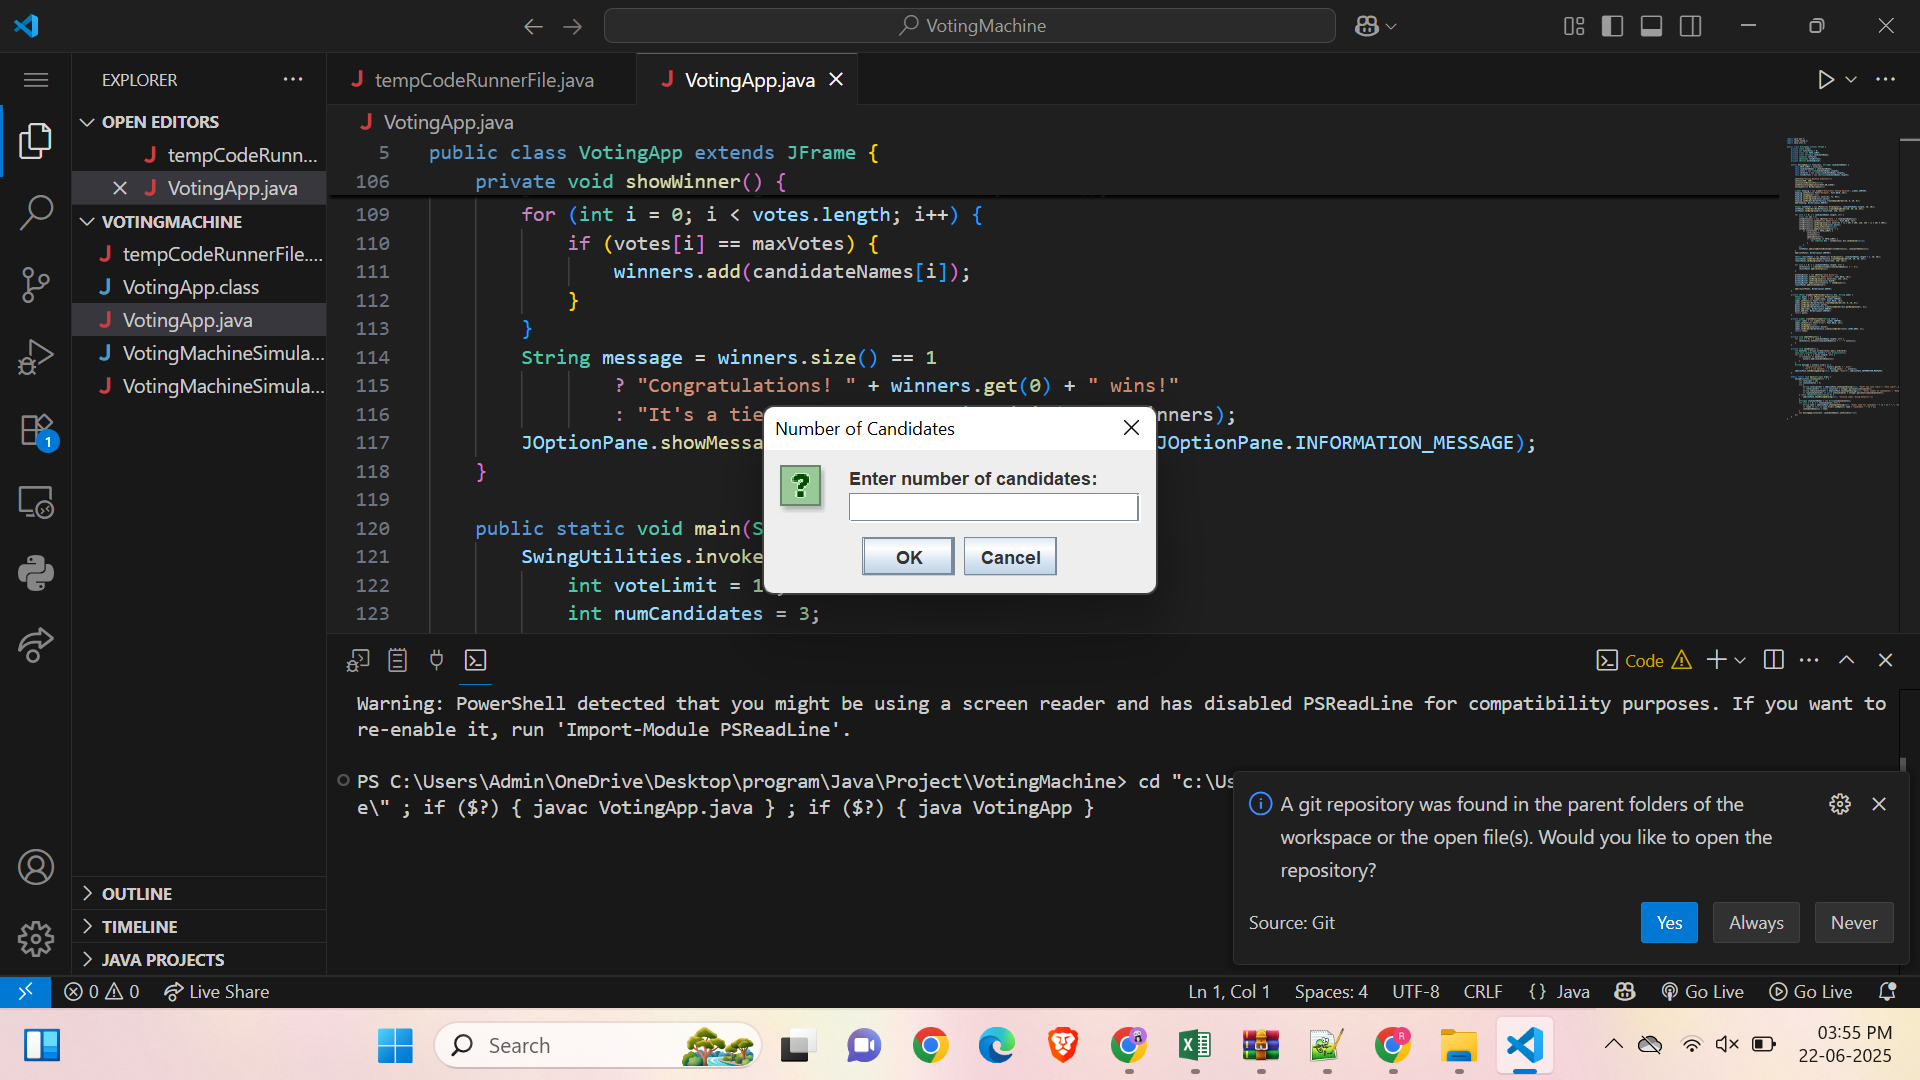 VotingMachine
EXPLORER
OPEN EDITORS
tempCodeRunn...
VotingApp.java
VOTINGMACHINE
tempCodeRunnerFile....
VotingApp.class
VotingApp.java
VotingMachineSimula...
VotingMachineSimula...
OUTLINE
TIMELINE
JAVA PROJECTS
1
tempCodeRunnerFile.java
VotingApp.java
VotingApp.java
5 public class VotingApp extends JFrame {
106 private void showWinner() {
109 for (int i = 0; i < votes.length; i++) {
110 if (votes[i] == maxVotes) {
111 winners.add(candidateNames[i]);
112 }
113 }
114 String message = winners.size() == 1
115 ? "Congratulations! " + winners.get(0) + " wins!"
116 : "It's a tie inners);
117 JOptionPane.showMessa JOptionPane.INFORMATION_MESSAGE);
118 }
119
120 public static void main(S
121 SwingUtilities.invoke
122 int voteLimit = 1
123 int numCandidates = 3;
Number of Candidates
Enter number of candidates:
OK
Cancel
Code
Warning: PowerShell detected that you might be using a screen reader and has disabled PSReadLine for compatibility purposes. If you want to
re-enable it, run 'Import-Module PSReadLine'.
PS C:\Users\Admin\OneDrive\Desktop\program\Java\Project\VotingMachine> cd "c:\Us
e\" ; if ($?) { javac VotingApp.java } ; if ($?) { java VotingApp }
A git repository was found in the parent folders of the
workspace or the open file(s). Would you like to open the
repository?
Source: Git
Yes
Always
Never
0 0 Live Share
Ln 1, Col 1 Spaces: 4 UTF-8 CRLF {} Java Go Live Go Live
Search
03:55 PM
22-06-2025